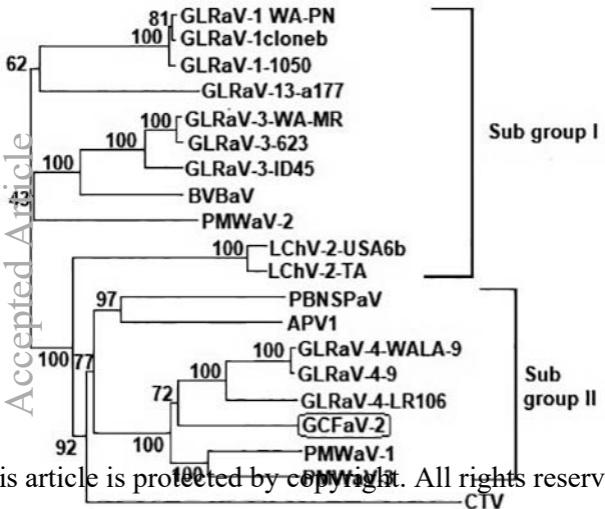 81 GLRaV-1 WA-PN
100 GLRaV-1cloneb
GLRaV-1-1050
62
GLRaV-13-a177
100 GLRaV-3-WA-MR
100 GLRaV-3-623
100 GLRaV-3-ID45
BVBaV
43
PMWaV-2
Sub group I
100 LChV-2-USA6b
LChV-2-TA
97 PBNSPaV
APV1
100 77
100 GLRaV-4-WALA-9
100 GLRaV-4-9
GLRaV-4-LR106
72
GCFaV-2
Sub
group II
92
100
PMWaV-1
100 PMWaV-3
CTV
Accepted Article
is article is protected by copyright. All rights reserv